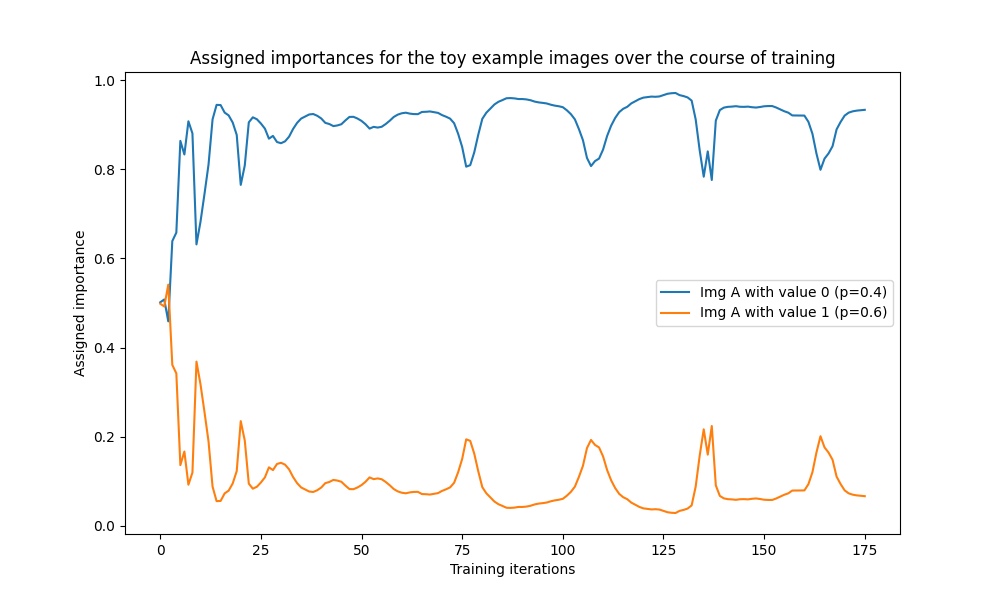 Assigned importances for the toy example images over the course of training
1.0
0.8
0.6
0.4
0.2
0.0
Assigned importance
Img A with value 0 (p=0.4)
Img A with value 1 (p=0.6)
0 25 50 75 100 125 150 175
Training iterations